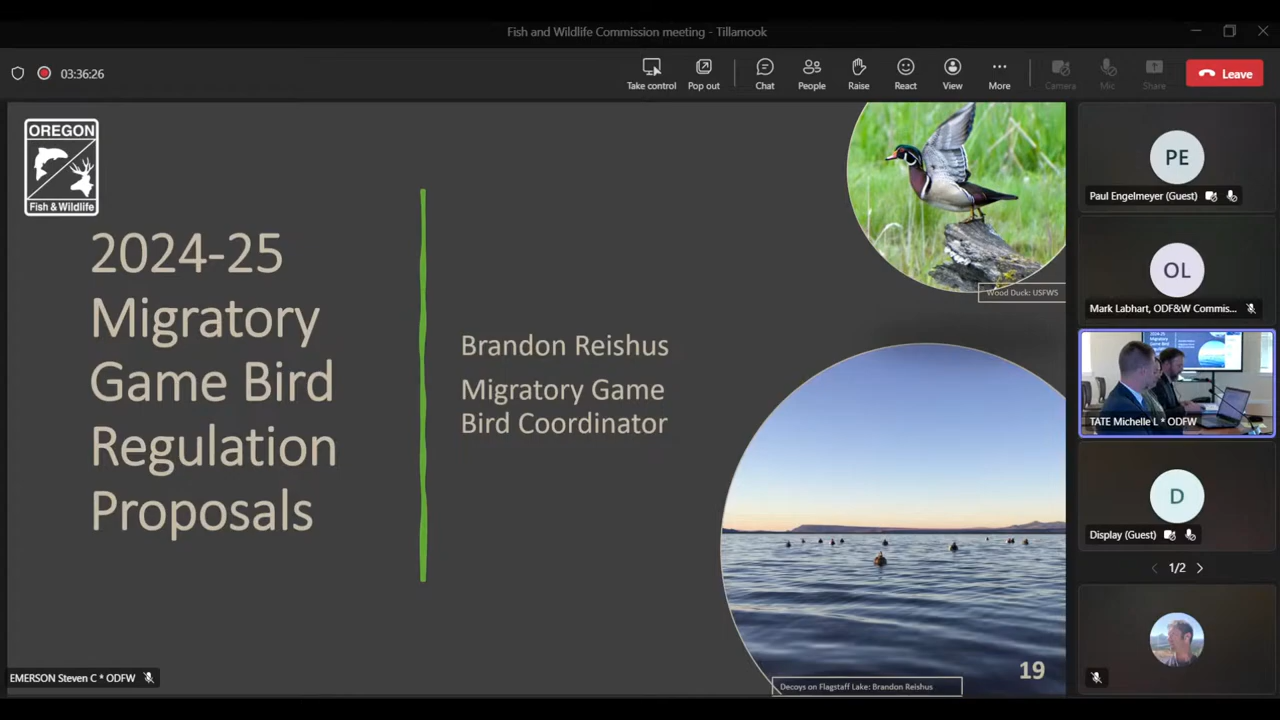 Fish and Wildlife Commission meeting - Tillamook
03:36:26
Take control
Pop out
Chat
People
Raise
React
View
More
Camera
Mic
Share
Leave
OREGON
Fish & Wildlife
2024-25
Migratory
Game Bird
Regulation
Proposals
Brandon Reishus
Migratory Game
Bird Coordinator
Wood Duck: USFWS
Decoys on Flagstaff Lake: Brandon Reishus
19
EMERSON Steven C * ODFW
PE
Paul Engelmeyer (Guest)
OL
Mark Labhart, ODF&W Commis...
TATE Michelle L * ODFW
D
Display (Guest)
1/2